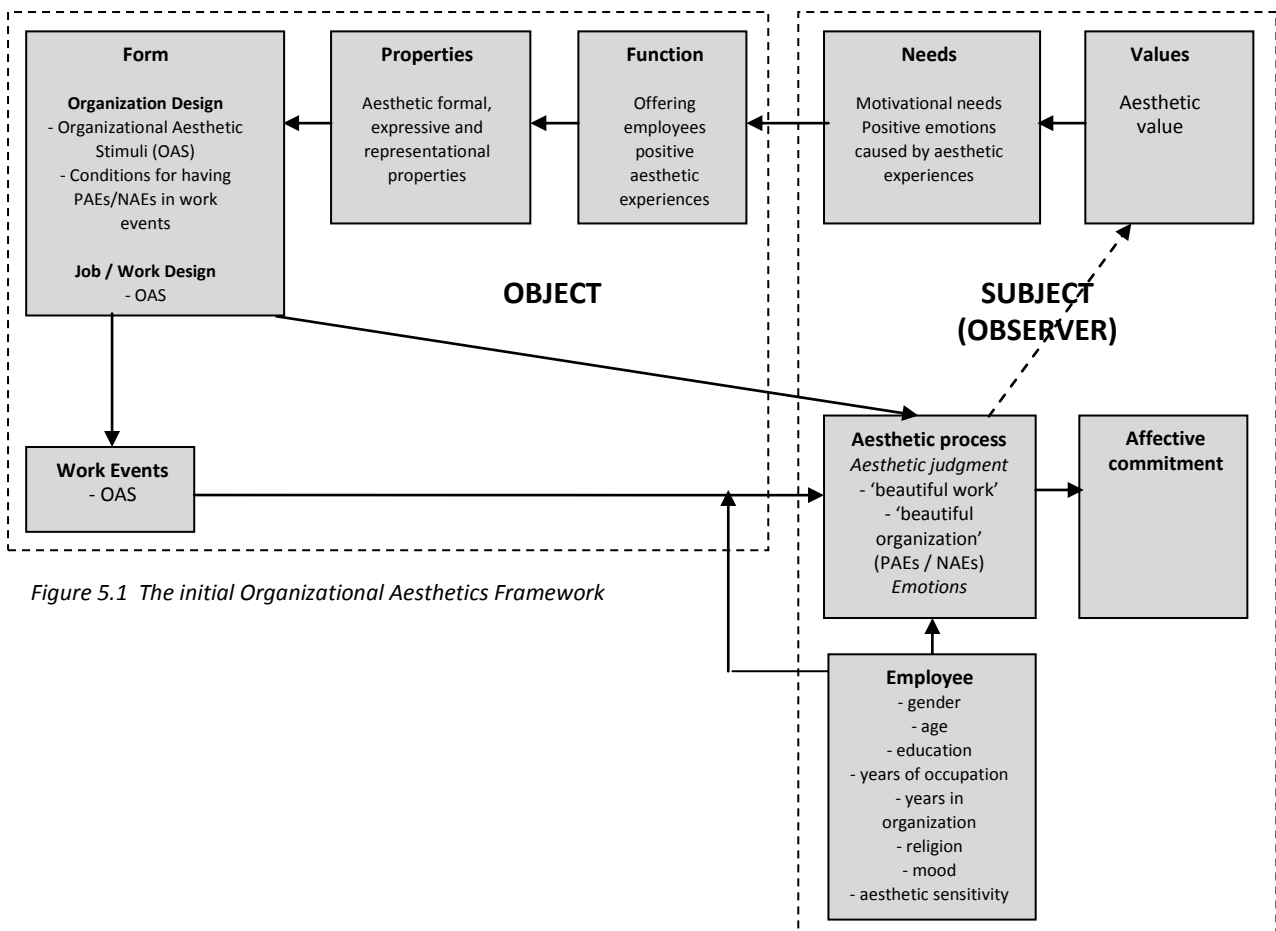 Form
Organization Design
- Organizational Aesthetic
Stimuli (OAS)
- Conditions for having
PAEs/NAEs in work
events
Job / Work Design
- OAS
Properties
Aesthetic formal,
expressive and
representational
properties
Function
Offering
employees
positive
aesthetic
experiences
Needs
Motivational needs
Positive emotions
caused by aesthetic
experiences
Values
Aesthetic
value
OBJECT
SUBJECT
(OBSERVER)
Work Events
- OAS
Aesthetic process
Aesthetic judgment
- ‘beautiful work’
- ‘beautiful
organization’
(PAEs / NAEs)
Emotions
Affective
commitment
Figure 5.1 The initial Organizational Aesthetics Framework
Employee
- gender
- age
- education
- years of occupation
- years in
organization
- religion
- mood
- aesthetic sensitivity